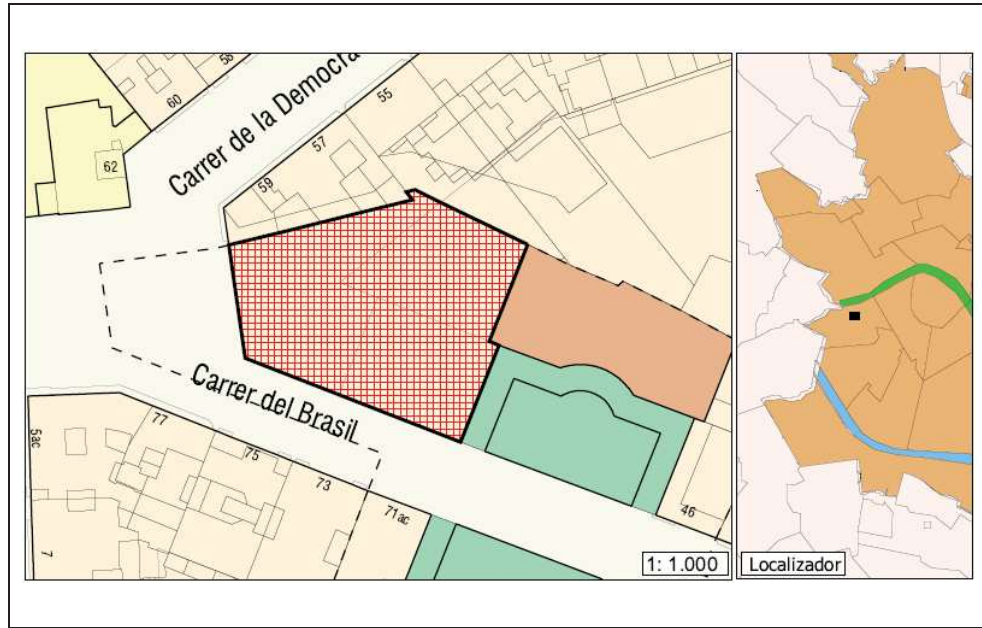 58
60
55
Carrer de la Democra
57
62
59
Carrer del Brasil
77
5ac
75
73
71ac
7
46
1: 1.000
Localizador